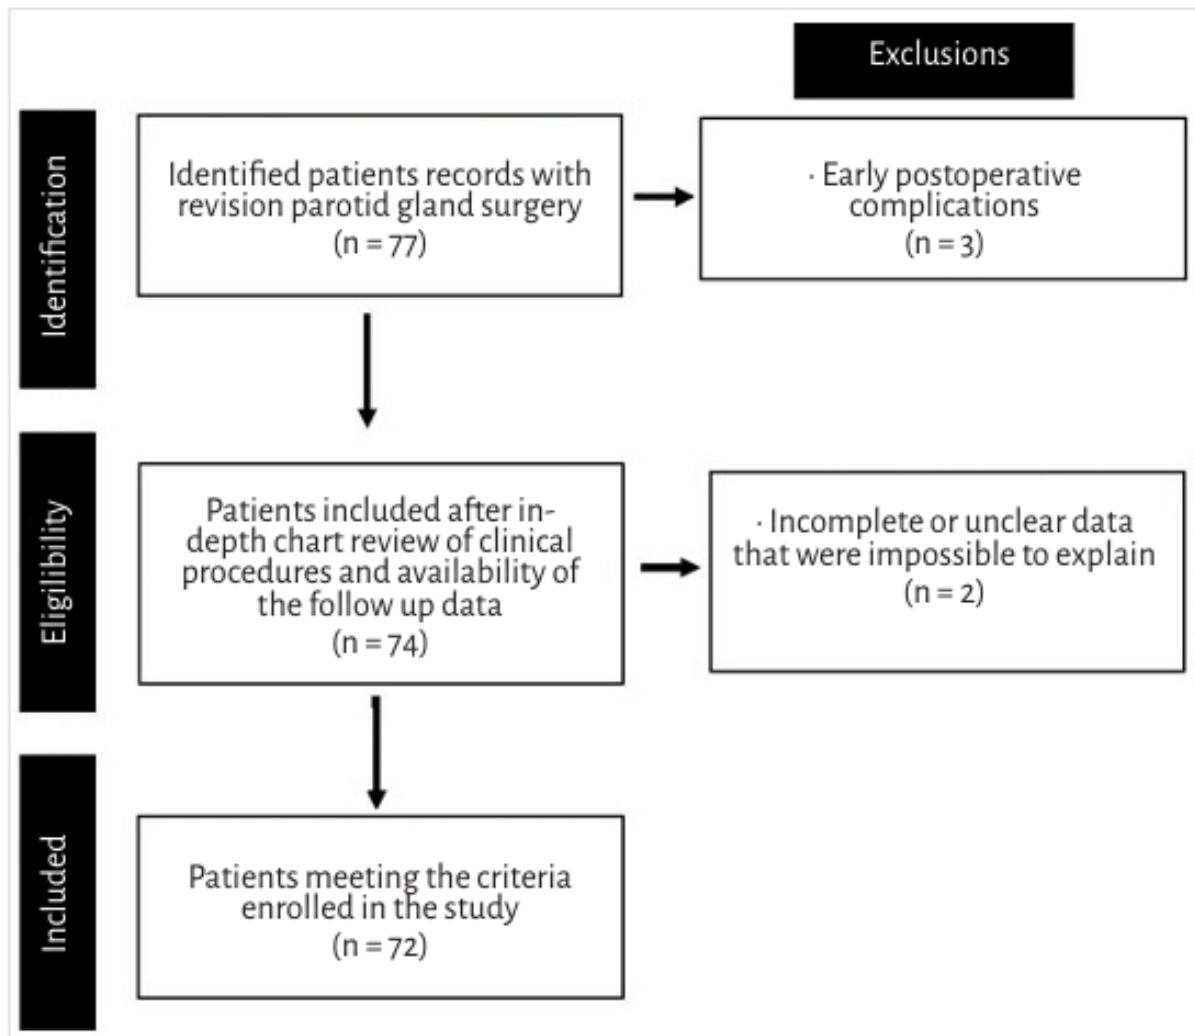 Exclusions
Identification
Identified patients records with
revision parotid gland surgery
(n = 77)
· Early postoperative
complications
(n = 3)
Eligilibity
Patients included after in-
depth chart review of clinical
procedures and availability of
the follow up data
(n = 74)
· Incomplete or unclear data
that were impossible to explain
(n = 2)
Included
Patients meeting the criteria
enrolled in the study
(n = 72)